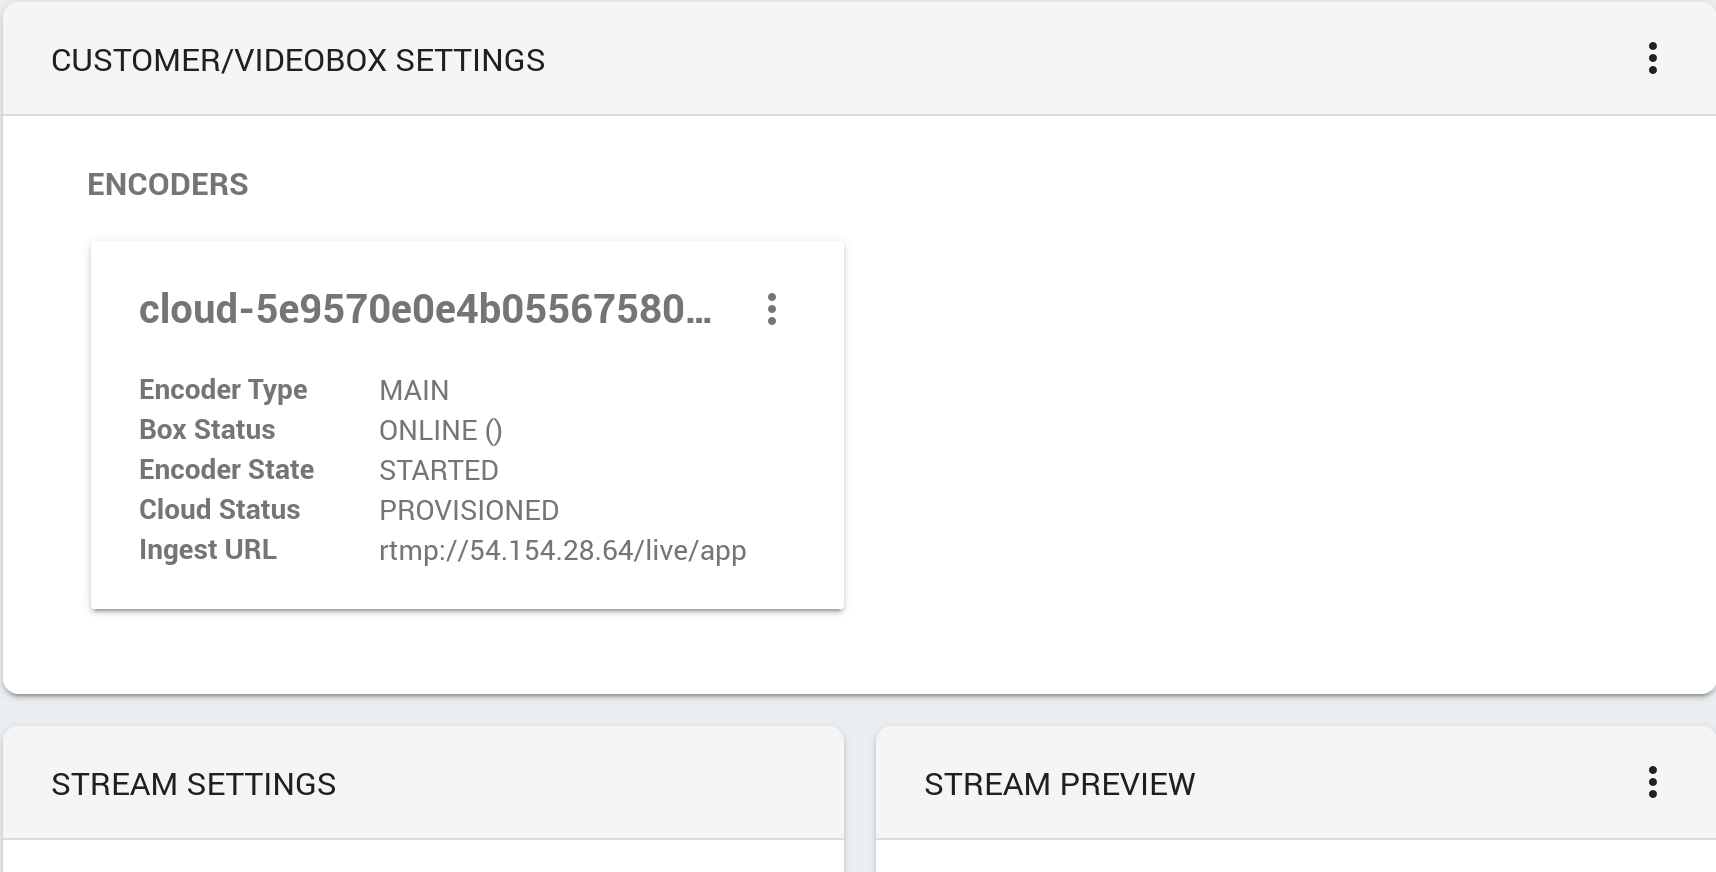 CUSTOMER/VIDEOBOX SETTINGS
ENCODERS
cloud-5e9570e0e4b05567580...
Encoder Type MAIN
Box Status ONLINE ()
Encoder State STARTED
Cloud Status PROVISIONED
Ingest URL rtmp://54.154.28.64/live/app
STREAM SETTINGS
STREAM PREVIEW